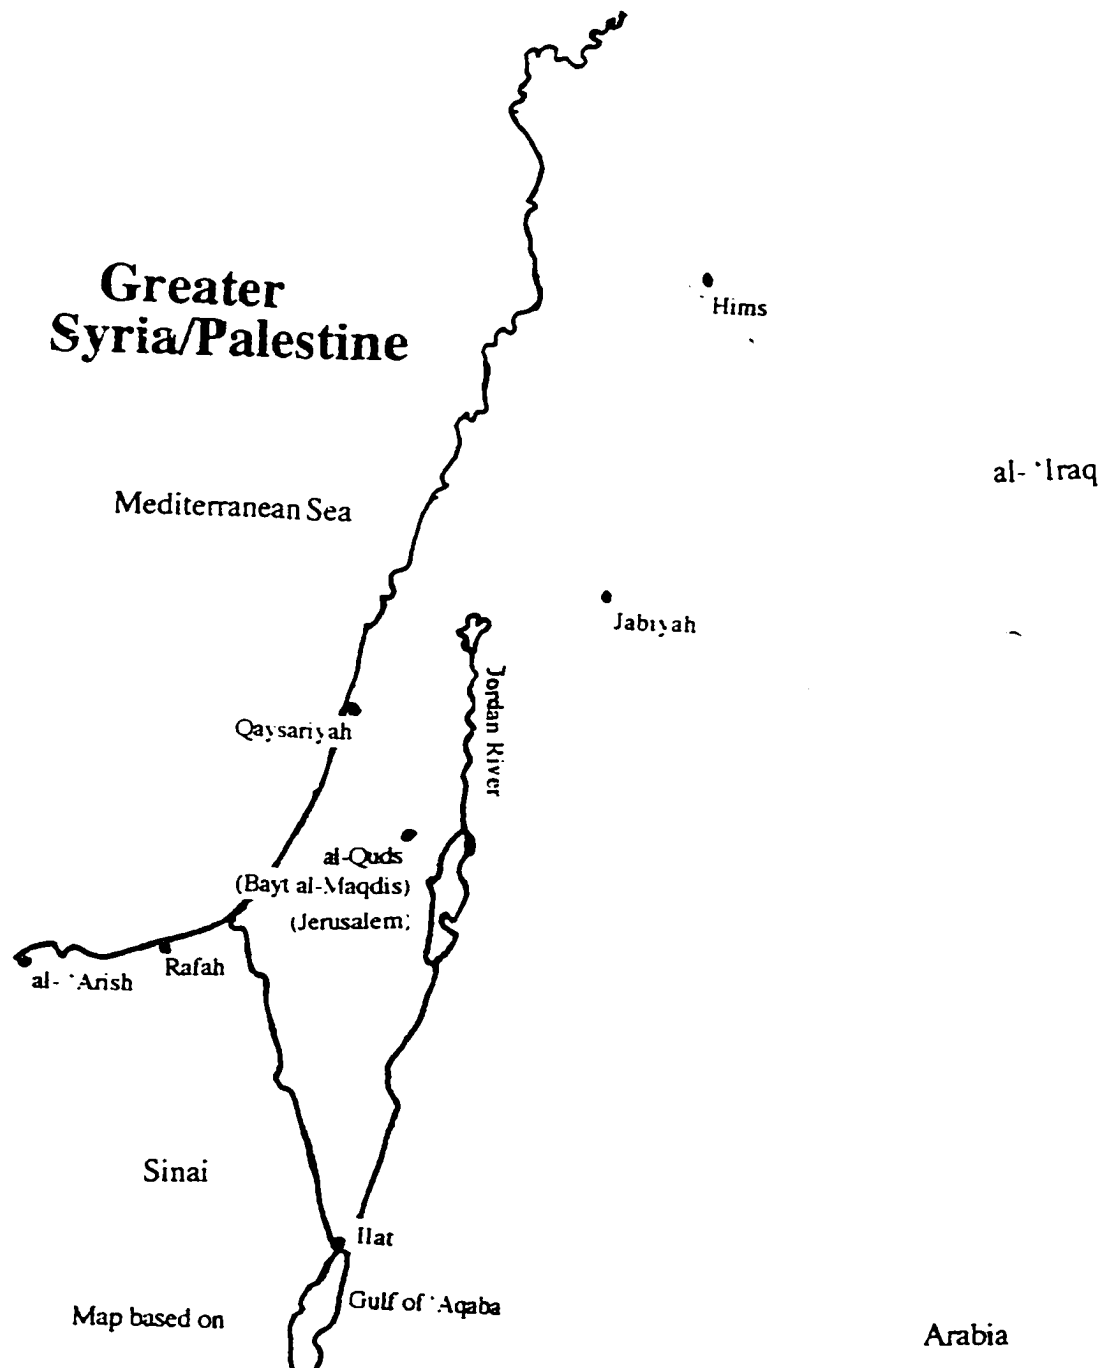 Greater
Syria/Palestine
Hims
al- ‘Iraq
Mediterranean Sea
Jabiyah
Jordan River
Qaysariyah
al-Quds
(Bayt al-Maqdis)
(Jerusalem)
al- ‘Arish
Rafah
Sinai
Ilat
Gulf of ‘Aqaba
Map based on
Arabia